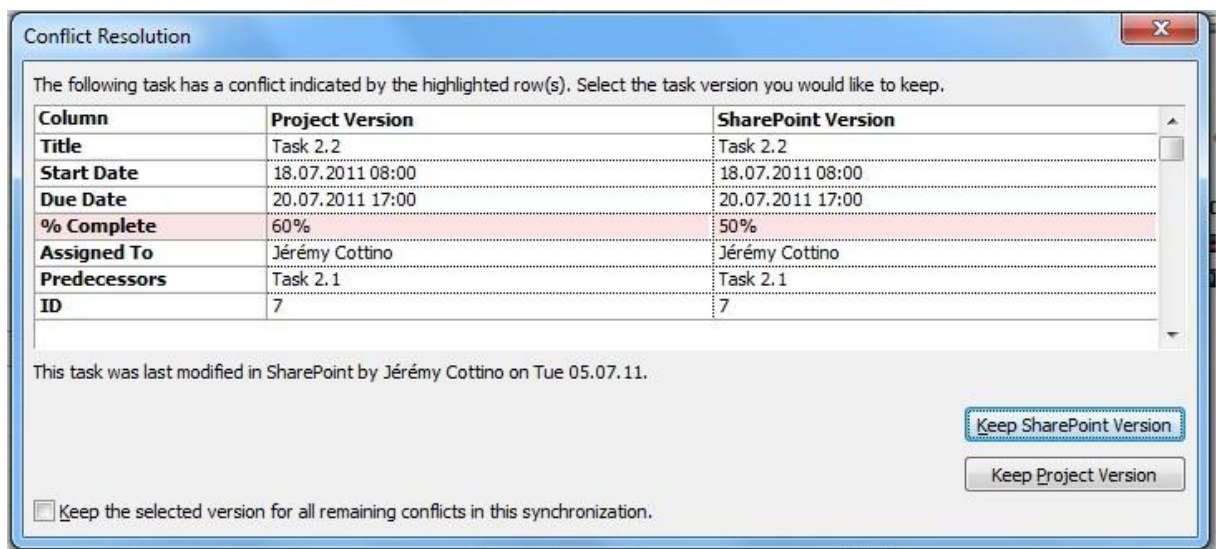 Conflict Resolution
The following task has a conflict indicated by the highlighted row(s). Select the task version you would like to keep.
Column Project Version SharePoint Version
Title Task 2.2 Task 2.2
Start Date 18.07.2011 08:00 18.07.2011 08:00
Due Date 20.07.2011 17:00 20.07.2011 17:00
% Complete 60% 50%
Assigned To Jérémy Cottino Jérémy Cottino
Predecessors Task 2.1 Task 2.1
ID 7 7
This task was last modified in SharePoint by Jérémy Cottino on Tue 05.07.11.
Keep SharePoint Version
Keep Project Version
Keep the selected version for all remaining conflicts in this synchronization.